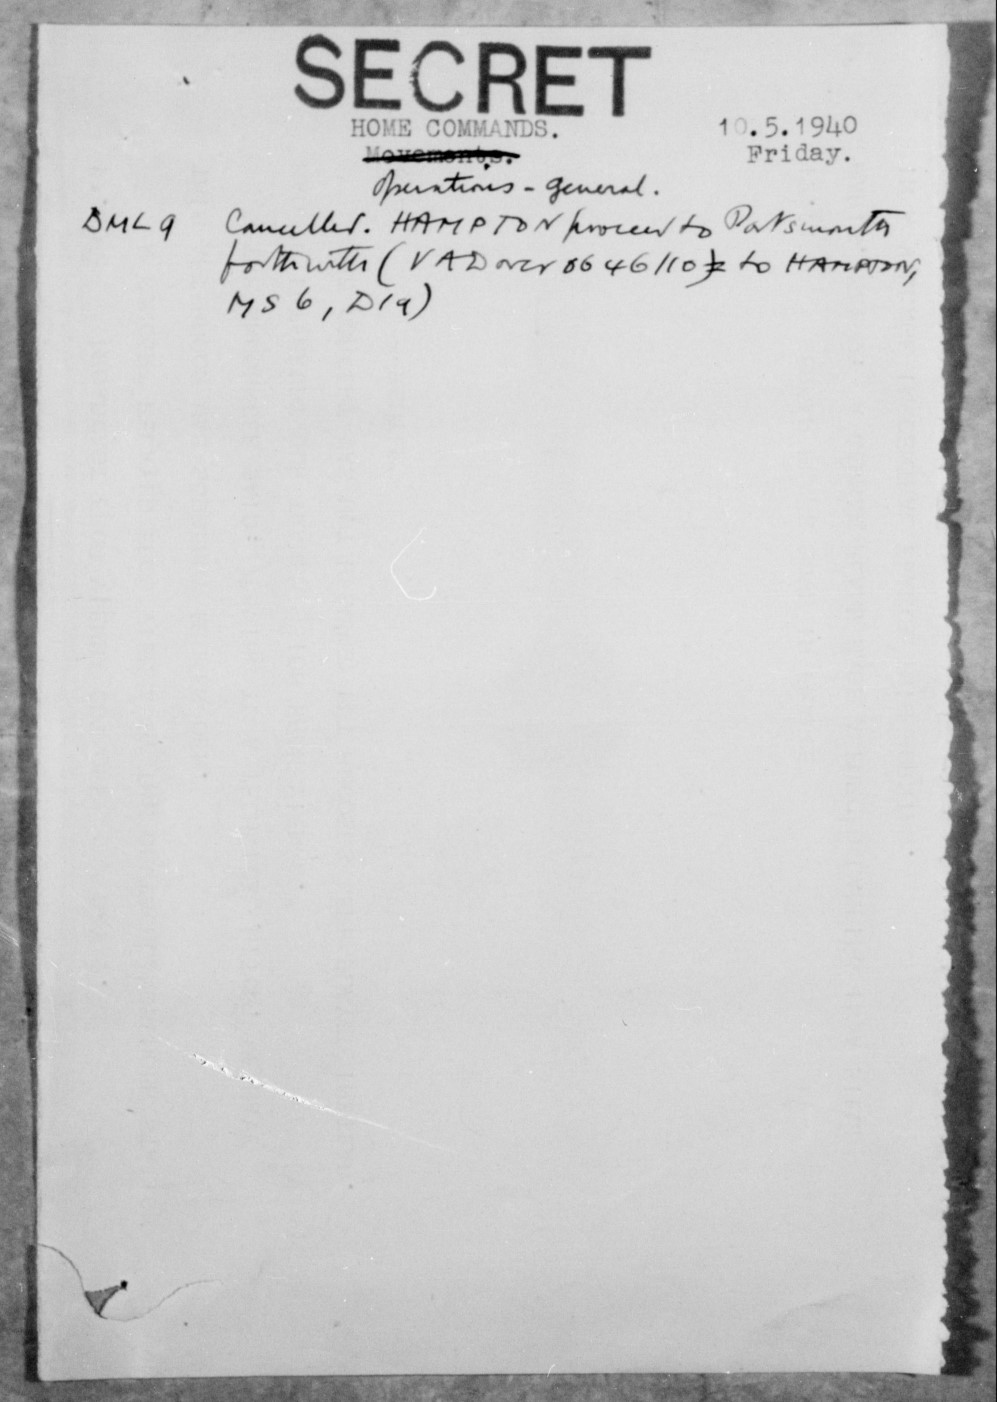 SECRET
HOME COMMANDS.
10.5.1940
Movements.
Friday.
Operations - General.
DML 9 Cancelled. HAMPTON proceed to Portsmouth
forthwith (VA Dover 0646/10) to HAMPTON,
MS 6, D19)